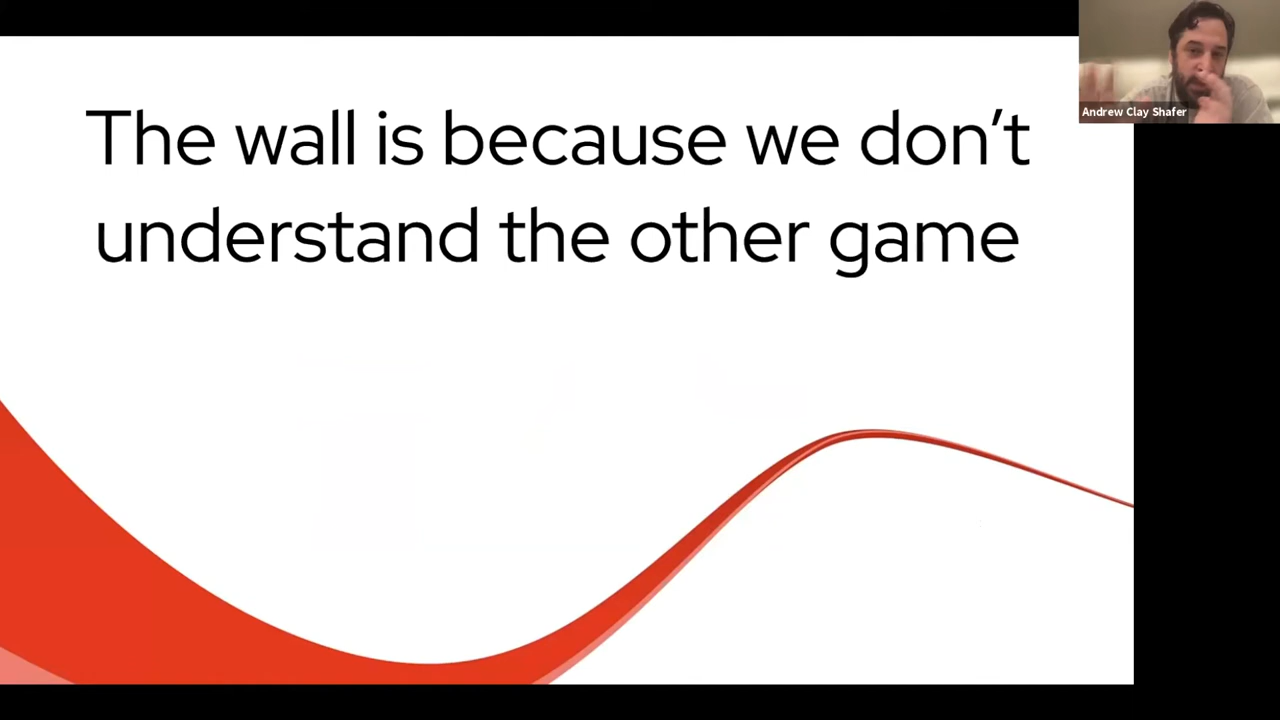 The wall is because we don’t
understand the other game
Andrew Clay Shafer